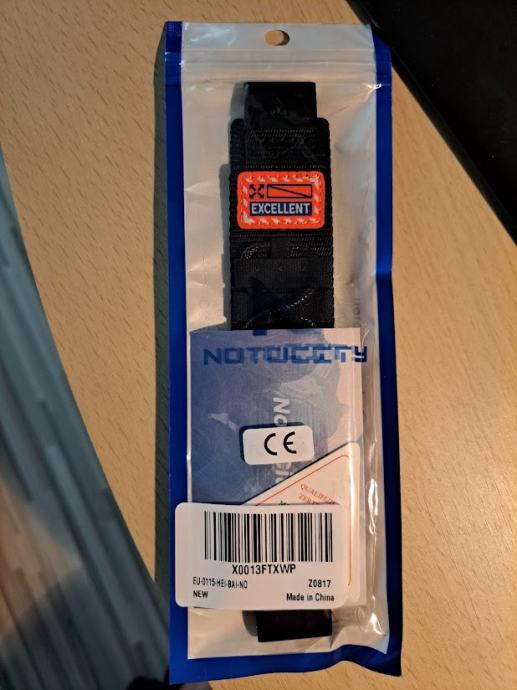 EXCELLENT
NOTOCITY
CE
X0013FTXWP
EU-0115-HEI-BAI-NO
Z0817
NEW
Made in China